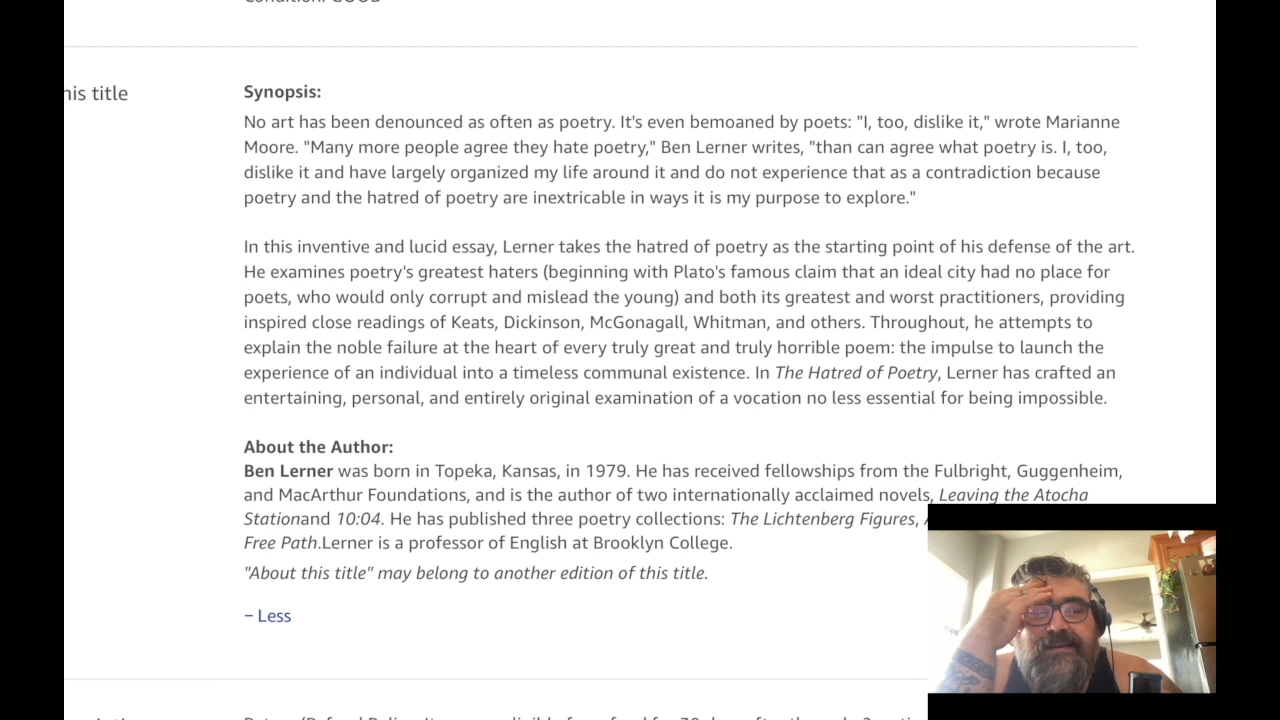 Condition: GOOD
his title
Synopsis:
No art has been denounced as often as poetry. It's even bemoaned by poets: "I, too, dislike it," wrote Marianne
Moore. "Many more people agree they hate poetry," Ben Lerner writes, "than can agree what poetry is. I, too,
dislike it and have largely organized my life around it and do not experience that as a contradiction because
poetry and the hatred of poetry are inextricable in ways it is my purpose to explore."
In this inventive and lucid essay, Lerner takes the hatred of poetry as the starting point of his defense of the art.
He examines poetry's greatest haters (beginning with Plato's famous claim that an ideal city had no place for
poets, who would only corrupt and mislead the young) and both its greatest and worst practitioners, providing
inspired close readings of Keats, Dickinson, McGonagall, Whitman, and others. Throughout, he attempts to
explain the noble failure at the heart of every truly great and truly horrible poem: the impulse to launch the
experience of an individual into a timeless communal existence. In The Hatred of Poetry, Lerner has crafted an
entertaining, personal, and entirely original examination of a vocation no less essential for being impossible.
About the Author:
Ben Lerner was born in Topeka, Kansas, in 1979. He has received fellowships from the Fulbright, Guggenheim,
and MacArthur Foundations, and is the author of two internationally acclaimed novels, Leaving the Atocha
Stationand 10:04. He has published three poetry collections: The Lichtenberg Figures,
Free Path.Lerner is a professor of English at Brooklyn College.
"About this title" may belong to another edition of this title.
− Less